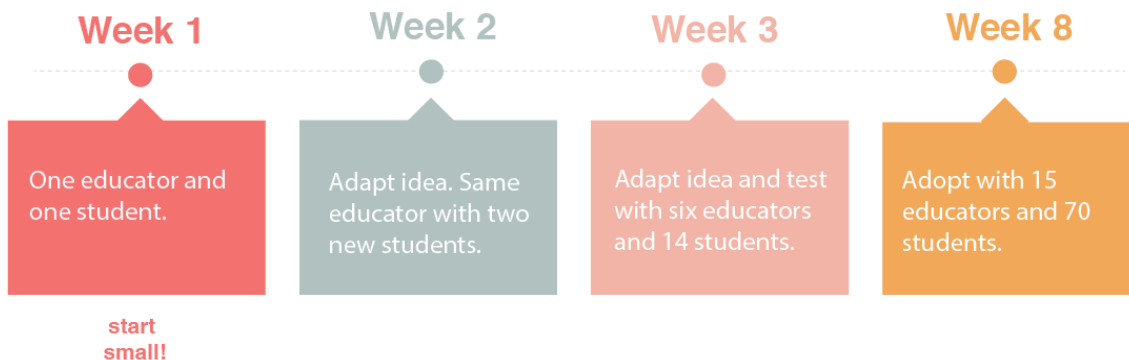 Week 1
One educator and
one student.
start
small!
Week 2
Adapt idea. Same
educator with two
new students.
Week 3
Adapt idea and test
with six educators
and 14 students.
Week 8
Adopt with 15
educators and 70
students.